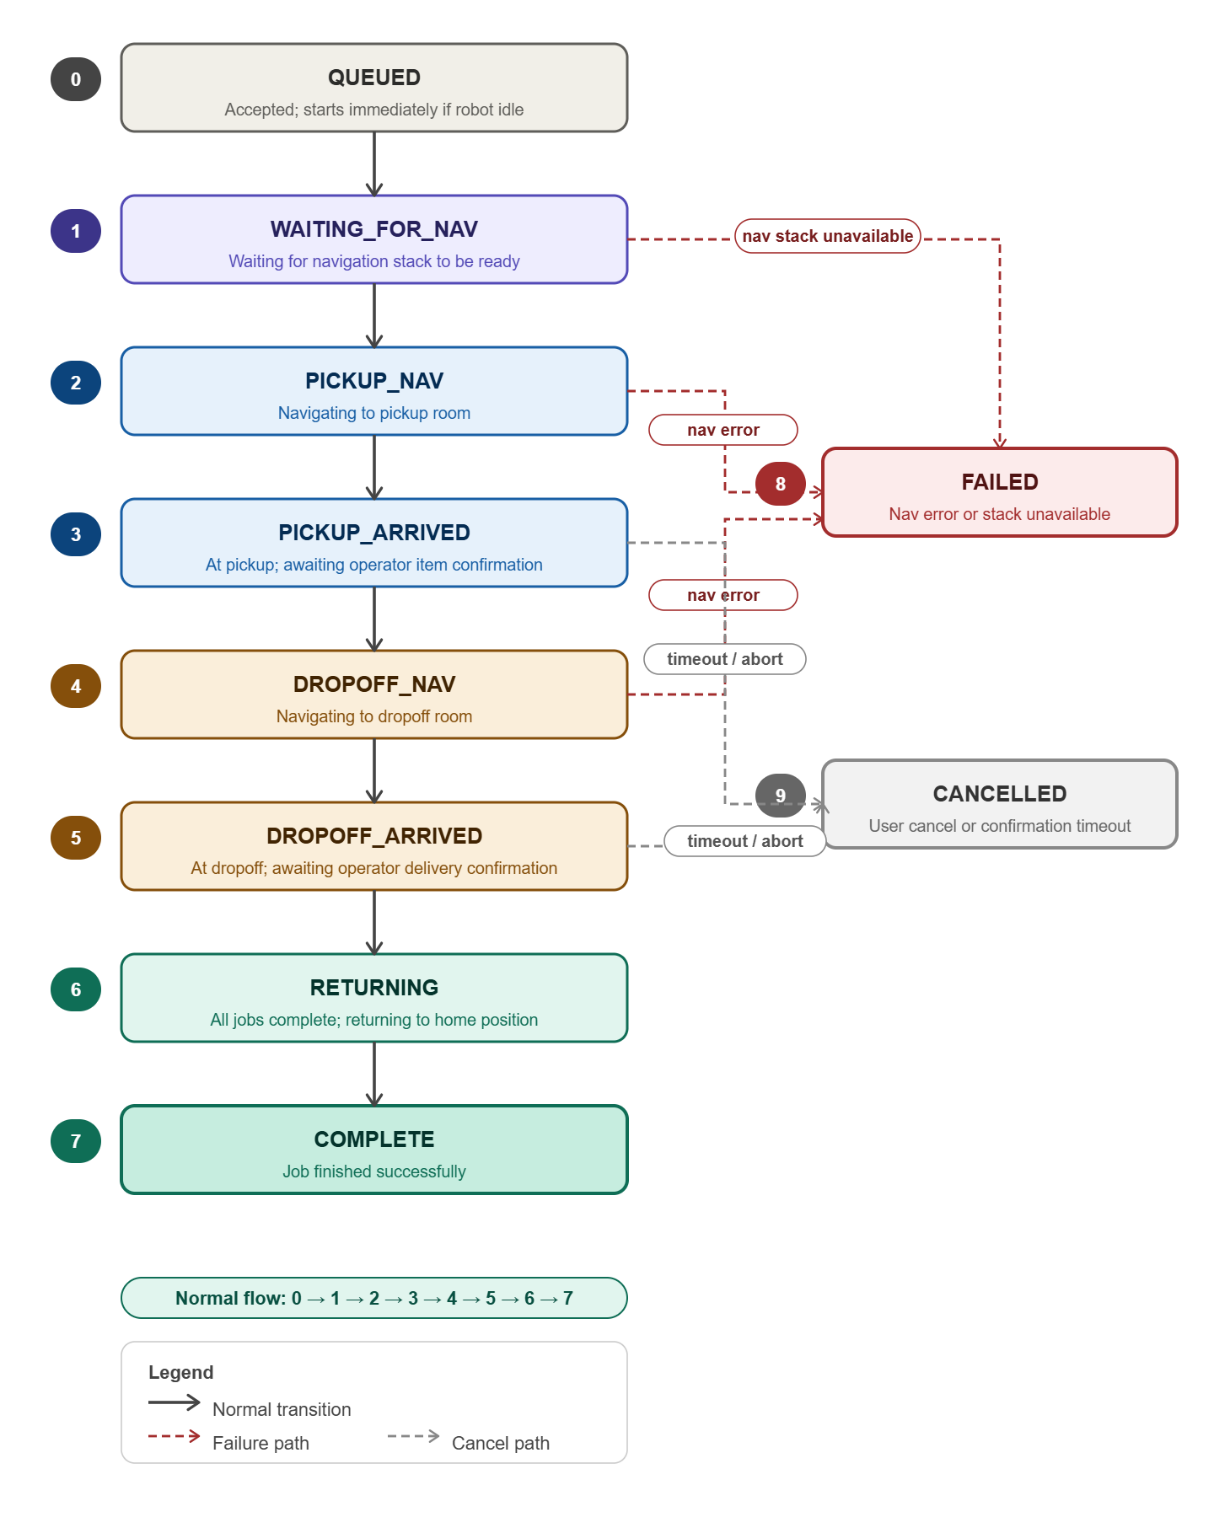 0
QUEUED
Accepted; starts immediately if robot idle
1
WAITING_FOR_NAV
Waiting for navigation stack to be ready
nav stack unavailable
2
PICKUP_NAV
Navigating to pickup room
nav error
8
FAILED
Nav error or stack unavailable
3
PICKUP_ARRIVED
At pickup; awaiting operator item confirmation
nav error
timeout / abort
4
DROPOFF_NAV
Navigating to dropoff room
9
CANCELLED
User cancel or confirmation timeout
5
DROPOFF_ARRIVED
At dropoff; awaiting operator delivery confirmation
timeout / abort
6
RETURNING
All jobs complete; returning to home position
7
COMPLETE
Job finished successfully
Normal flow: 0 → 1 → 2 → 3 → 4 → 5 → 6 → 7
Legend
Normal transition
Failure path
Cancel path